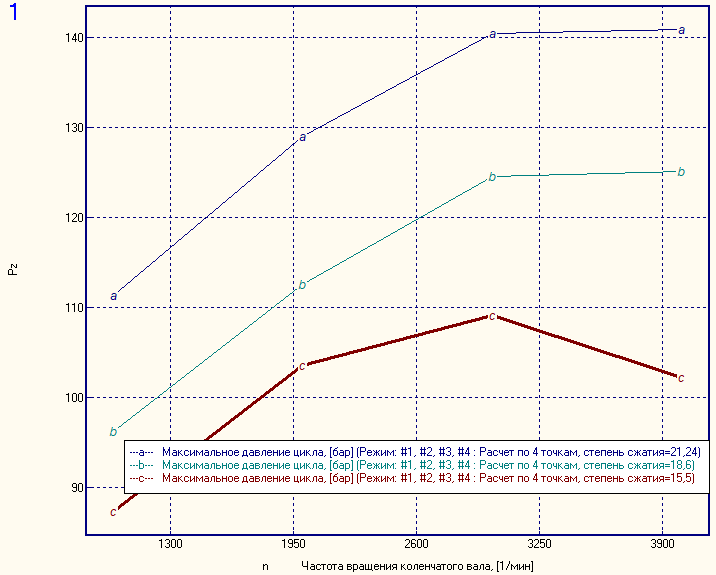 1
140
a
a
130
a
b
b
120
Pz
b
110
a
c
c
c
100
b
---a--- Максимальное давление цикла, [бар] (Режим: #1, #2, #3, #4 : Расчет по 4 точкам, степень сжатия=21,24)
---b--- Максимальное давление цикла, [бар] (Режим: #1, #2, #3, #4 : Расчет по 4 точкам, степень сжатия=18,6)
---c--- Максимальное давление цикла, [бар] (Режим: #1, #2, #3, #4 : Расчет по 4 точкам, степень сжатия=15,5)
90
c
1300 1950 2600 3250 3900
n Частота вращения коленчатого вала, [1/мин]